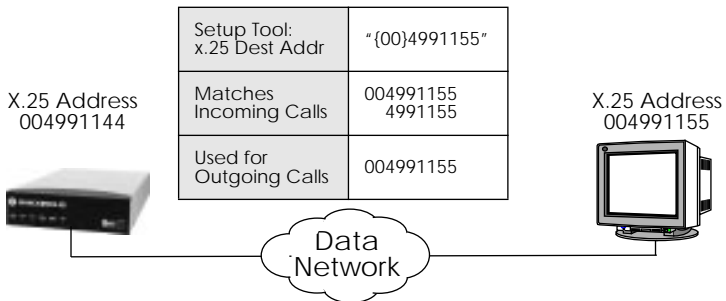 Setup Tool:
x.25 Dest Addr
"{00}4991155"
Matches
Incoming Calls
004991155
4991155
Used for
Outgoing Calls
004991155
X.25 Address
004991144
X.25 Address
004991155
Data
Network